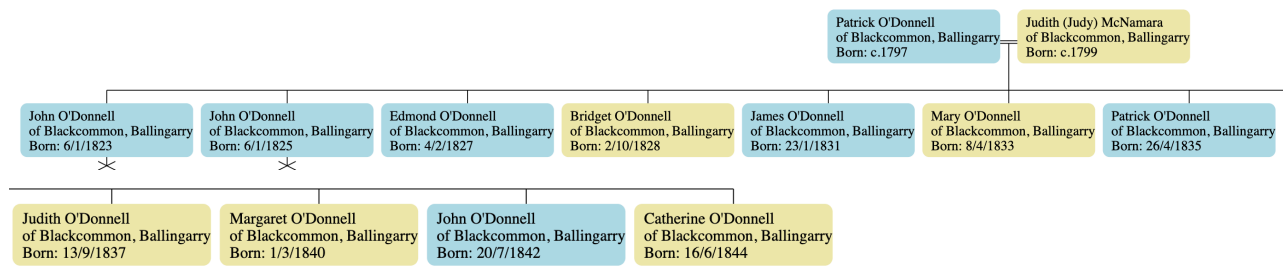 Patrick O'Donnell
of Blackcommon, Ballingarry
Born: c.1797
Judith (Judy) McNamara
of Blackcommon, Ballingarry
Born: c.1799
John O'Donnell
of Blackcommon, Ballingarry
Born: 6/1/1823
John O'Donnell
of Blackcommon, Ballingarry
Born: 6/1/1825
Edmond O'Donnell
of Blackcommon, Ballingarry
Born: 4/2/1827
Bridget O'Donnell
of Blackcommon, Ballingarry
Born: 2/10/1828
James O'Donnell
of Blackcommon, Ballingarry
Born: 23/1/1831
Mary O'Donnell
of Blackcommon, Ballingarry
Born: 8/4/1833
Patrick O'Donnell
of Blackcommon, Ballingarry
Born: 26/4/1835
Judith O'Donnell
of Blackcommon, Ballingarry
Born: 13/9/1837
Margaret O'Donnell
of Blackcommon, Ballingarry
Born: 1/3/1840
John O'Donnell
of Blackcommon, Ballingarry
Born: 20/7/1842
Catherine O'Donnell
of Blackcommon, Ballingarry
Born: 16/6/1844